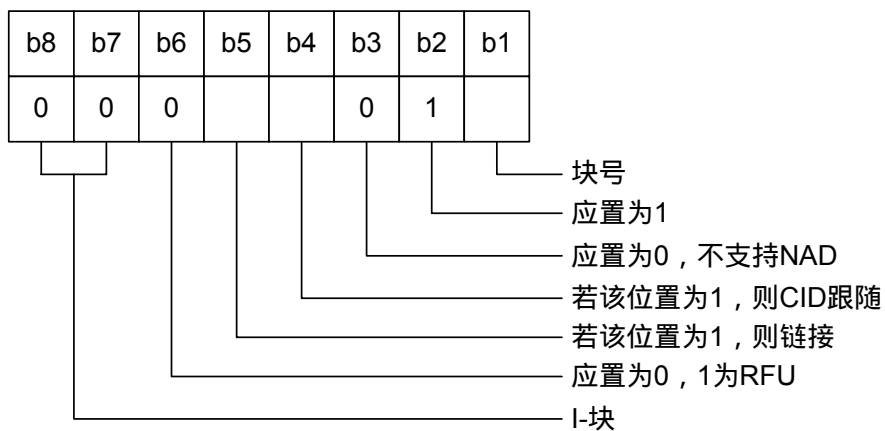 b8 b7 b6 b5 b4 b3 b2 b1
0 0 0 0 1
块号
应置为1
应置为0，不支持NAD
若该位置为1，则CID跟随
若该位置为1，则链接
应置为0，1为RFU
I-块